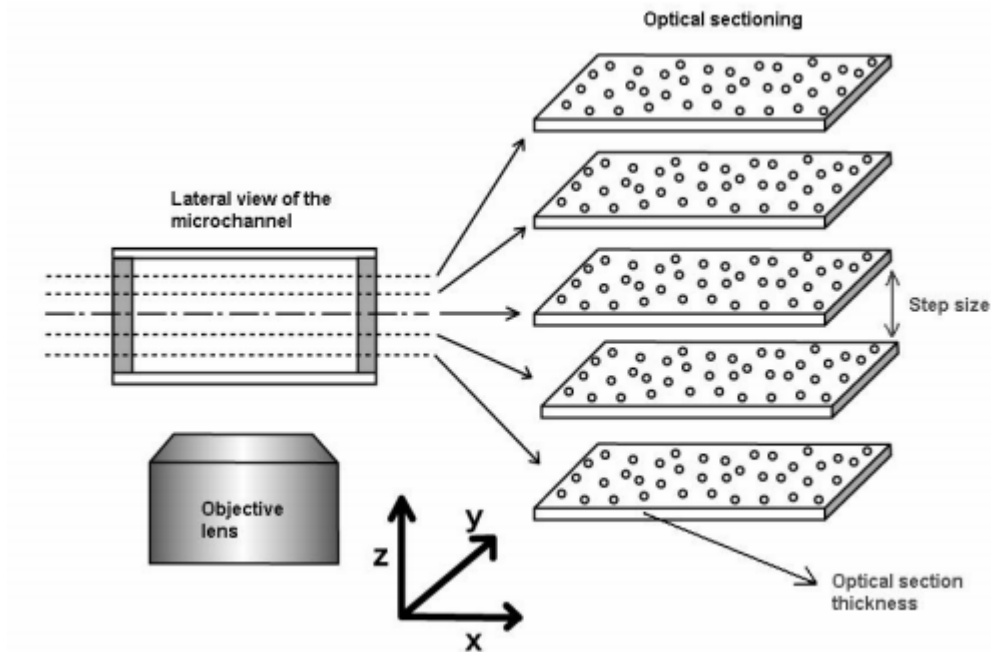 Optical sectioning
Lateral view of the
microchannel
Step size
Objective
lens
z
y
x
Optical section
thickness